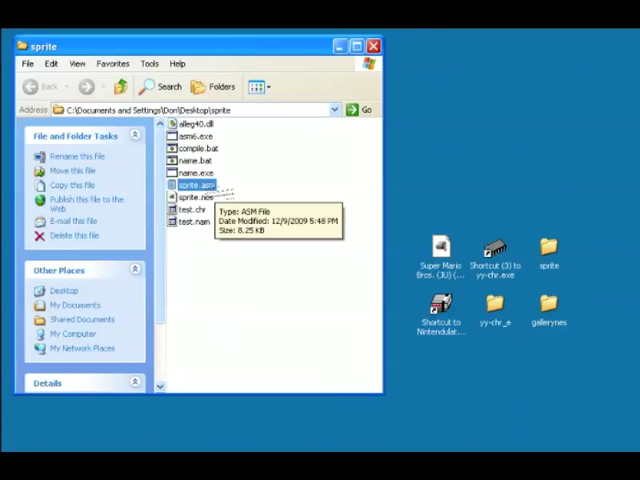 sprite
File Edit View Favorites Tools Help
Back Search Folders
Address C:\Documents and Settings\Don\Desktop\sprite Go
File and Folder Tasks
Rename this file
Move this file
Copy this file
Publish this file to the
Web
E-mail this file
Delete this file
Other Places
Desktop
My Documents
Shared Documents
My Computer
My Network Places
Details
alleg40.dll
asm6.exe
compile.bat
name.bat
name.exe
sprite.asm
sprite.nes
test.chr
test.nam
Type: ASM File
Date Modified: 12/9/2009 5:48 PM
Size: 8.25 KB
Super Mario
Bros. (JU) (...
Shortcut (3) to
yy-chr.exe
sprite
Shortcut to
Nintendulat...
yy-chr_e
gallerynes